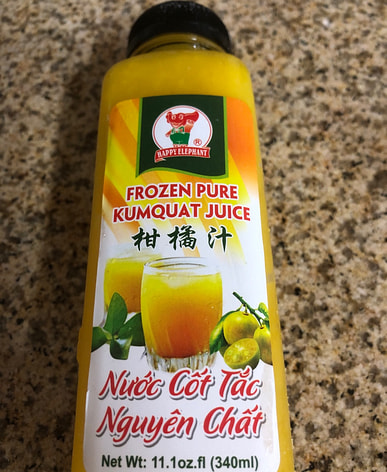 HAPPY ELEPHANT ®
FROZEN PURE
KUMQUAT JUICE
柑橘汁
Nước Cốt Tắc
Nguyên Chất
Net Wt: 11.1oz.fl (340ml)